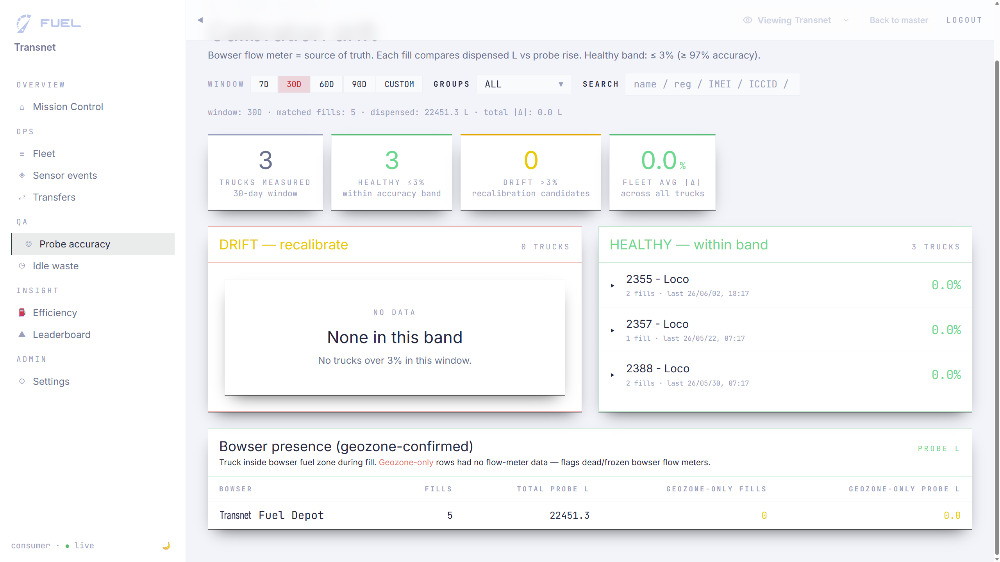 FUEL
Transnet
OVERVIEW
Mission Control
OPS
Fleet
Sensor events
Transfers
QA
Probe accuracy
Idle waste
INSIGHT
Efficiency
Leaderboard
ADMIN
Settings
consumer · live
Viewing Transnet
Back to master
LOGOUT
Bowser flow meter = source of truth. Each fill compares dispensed L vs probe rise. Healthy band: ≤ 3% (≥ 97% accuracy).
WINDOW 7D 30D 60D 90D CUSTOM GROUPS ALL SEARCH name / reg / IMEI / ICCID /
window: 30D · matched fills: 5 · dispensed: 22451.3 L · total |Δ|: 0.0 L
3
TRUCKS MEASURED
30-day window
3
HEALTHY ≤3%
within accuracy band
0
DRIFT >3%
recalibration candidates
0.0 %
FLEET AVG |Δ|
across all trucks
DRIFT — recalibrate
0 TRUCKS
NO DATA
None in this band
No trucks over 3% in this window.
HEALTHY — within band
3 TRUCKS
2355 - Loco
2 fills · last 26/06/02, 18:17
0.0%
2357 - Loco
1 fill · last 26/05/22, 07:17
0.0%
2388 - Loco
2 fills · last 26/05/30, 07:17
0.0%
Bowser presence (geozone-confirmed)
PROBE L
Truck inside bowser fuel zone during fill. Geozone-only rows had no flow-meter data — flags dead/frozen bowser flow meters.
BOWSER FILLS TOTAL PROBE L GEOZONE-ONLY FILLS GEOZONE-ONLY PROBE L
Transnet Fuel Depot 5 22451.3 0 0.0